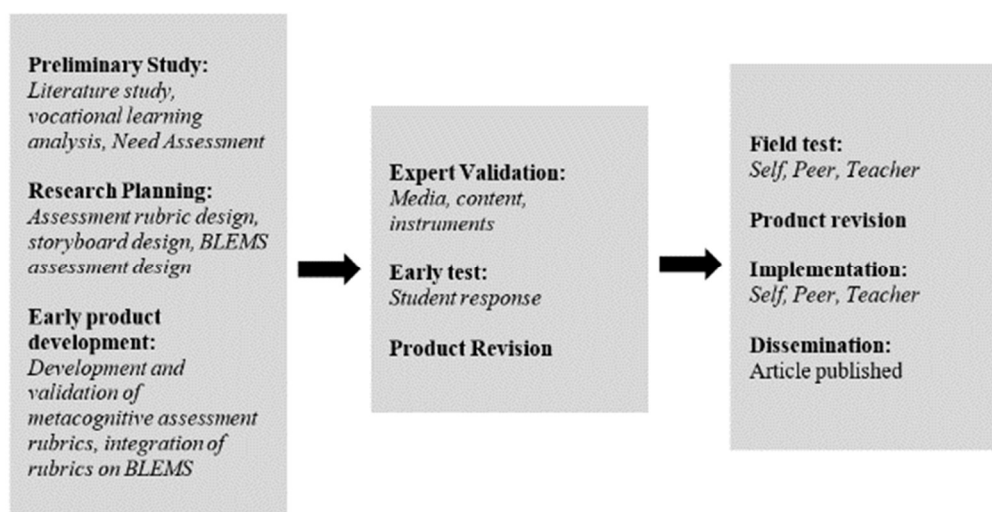 Preliminary Study:
Literature study,
vocational learning
analysis, Need Assessment
Research Planning:
Assessment rubric design,
storyboard design, BLEMS
assessment design
Early product
development:
Development and
validation of
metacognitive assessment
rubrics, integration of
rubrics on BLEMS
Expert Validation:
Media, content,
instruments
Early test:
Student response
Product Revision
Field test:
Self, Peer, Teacher
Product revision
Implementation:
Self, Peer, Teacher
Dissemination:
Article published